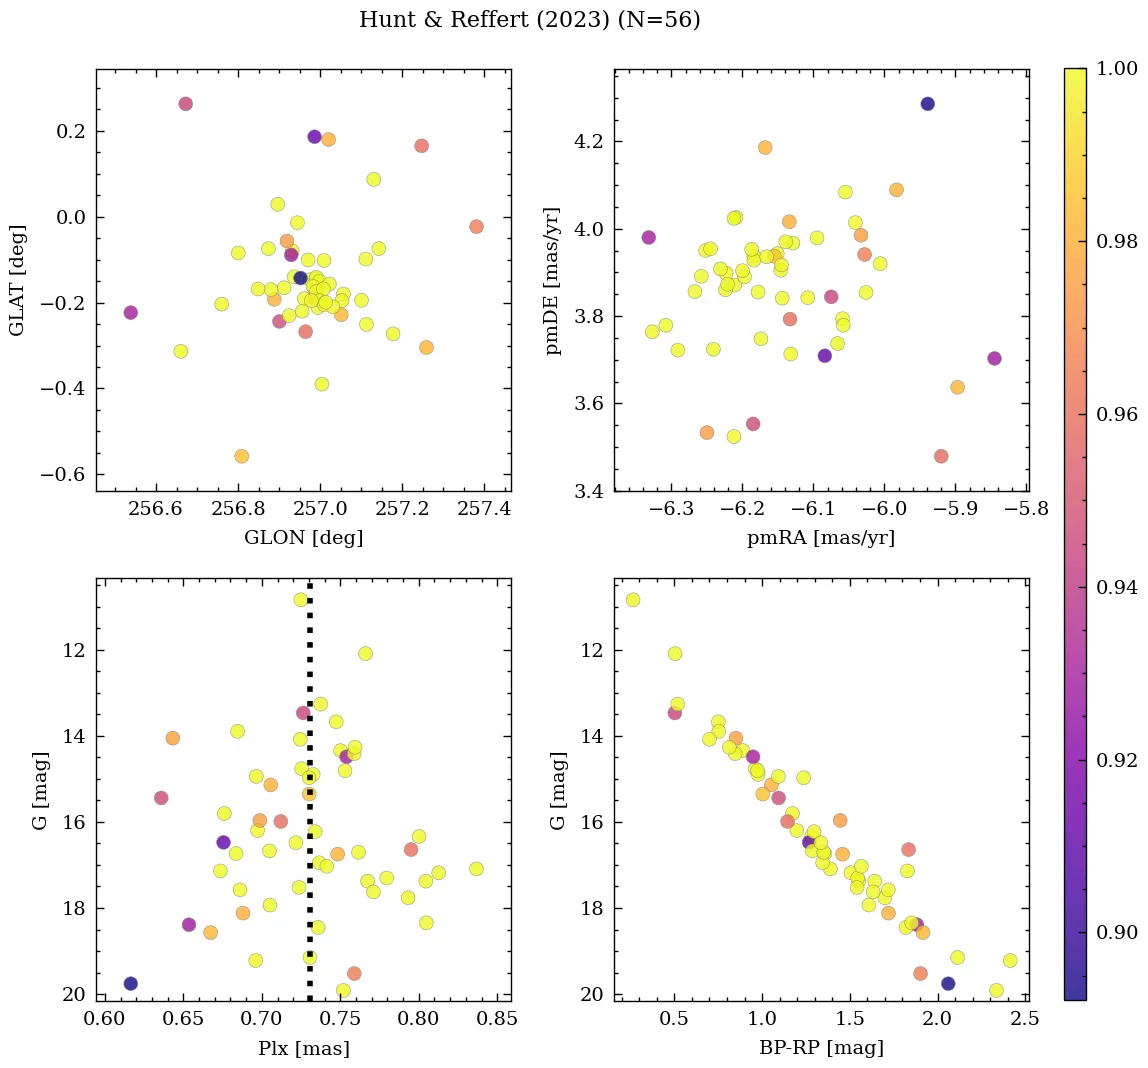 Hunt & Reffert (2023) (N=56)
0.2
0.0
−0.2
−0.4
−0.6
GLAT [deg]
256.6 256.8 257.0 257.2 257.4
GLON [deg]
4.2
4.0
3.8
3.6
3.4
pmDE [mas/yr]
−6.3 −6.2 −6.1 −6.0 −5.9 −5.8
pmRA [mas/yr]
12
14
16
18
20
G [mag]
0.60 0.65 0.70 0.75 0.80 0.85
Plx [mas]
12
14
16
18
20
G [mag]
0.5 1.0 1.5 2.0 2.5
BP-RP [mag]
1.00
0.98
0.96
0.94
0.92
0.90